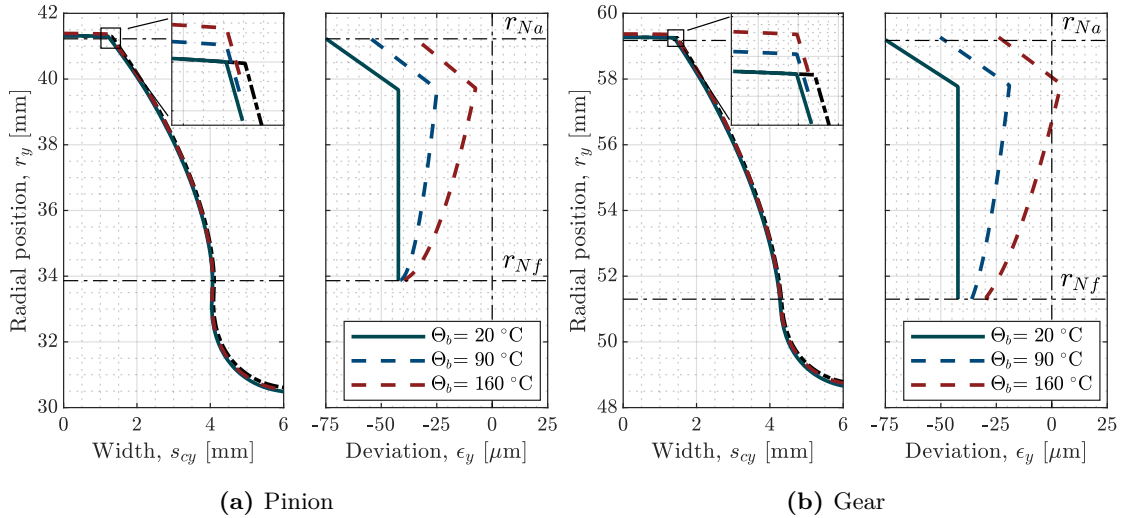 42
40
38
36
34
32
30
0
2
4
6
Radial position, r_y [mm]
Width, s_cy [mm]
r_Na
r_Nf
Θ_b= 20 °C
Θ_b= 90 °C
Θ_b= 160 °C
-75
-50
-25
0
25
Deviation, ϵ_y [μm]
60
58
56
54
52
50
48
0
2
4
6
Radial position, r_y [mm]
Width, s_cy [mm]
r_Na
r_Nf
Θ_b= 20 °C
Θ_b= 90 °C
Θ_b= 160 °C
-75
-50
-25
0
25
Deviation, ϵ_y [μm]
(a) Pinion
(b) Gear